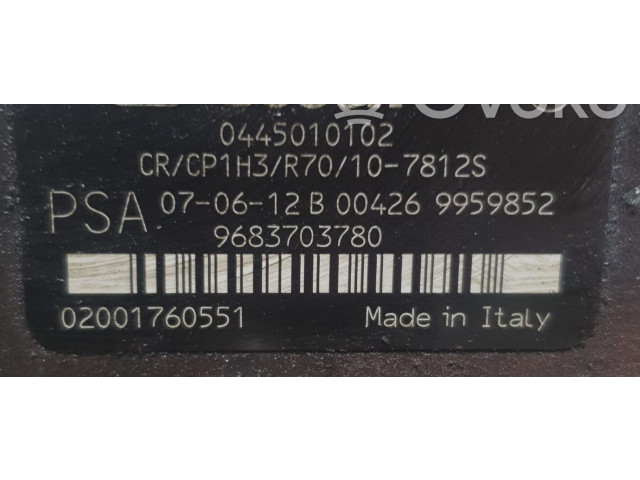 0445010102
CR/CP1H3/R70/10-7812S
PSA 07-06-12 B 00426 9959852
9683703780
02001760551 Made in Italy